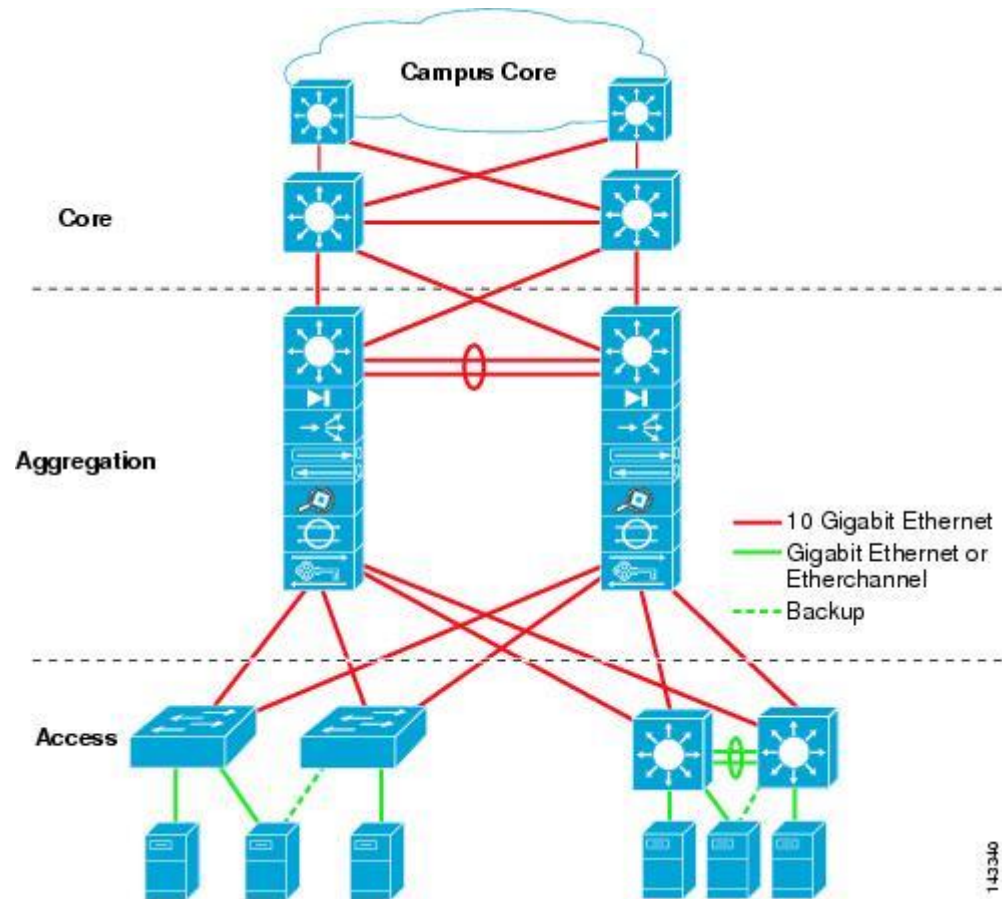 Campus Core
Core
Aggregation
10 Gigabit Ethernet
Gigabit Ethernet or
Etherchannel
Backup
Access
143340